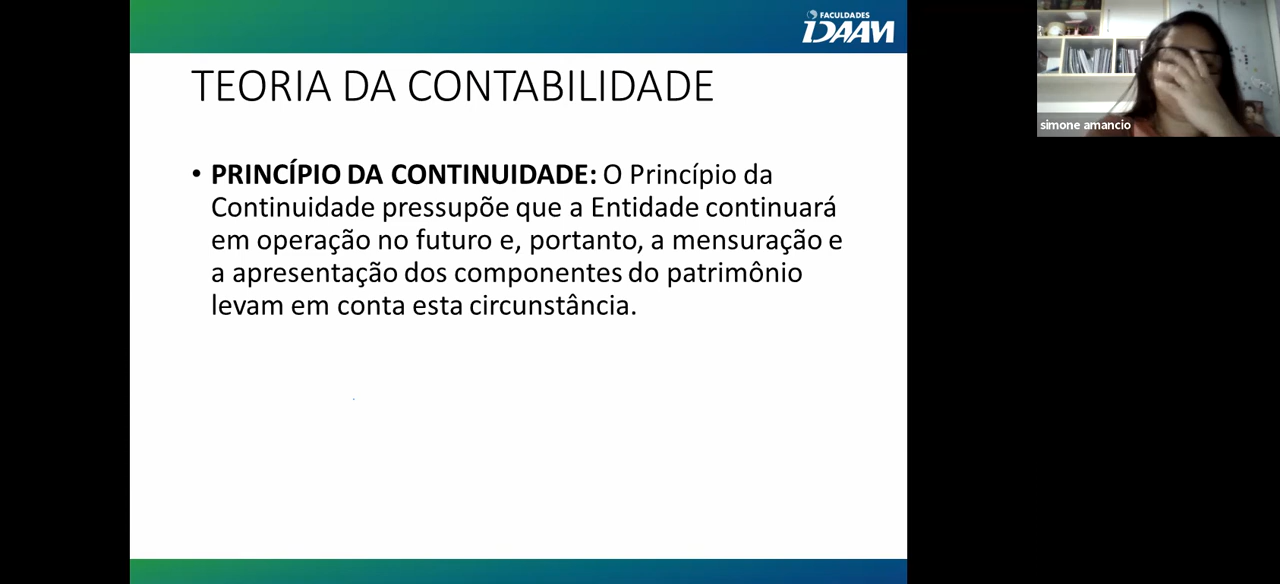 FACULDADES
IDAAM
TEORIA DA CONTABILIDADE
• PRINCÍPIO DA CONTINUIDADE: O Princípio da
Continuidade pressupõe que a Entidade continuará
em operação no futuro e, portanto, a mensuração e
a apresentação dos componentes do patrimônio
levam em conta esta circunstância.
simone amancio